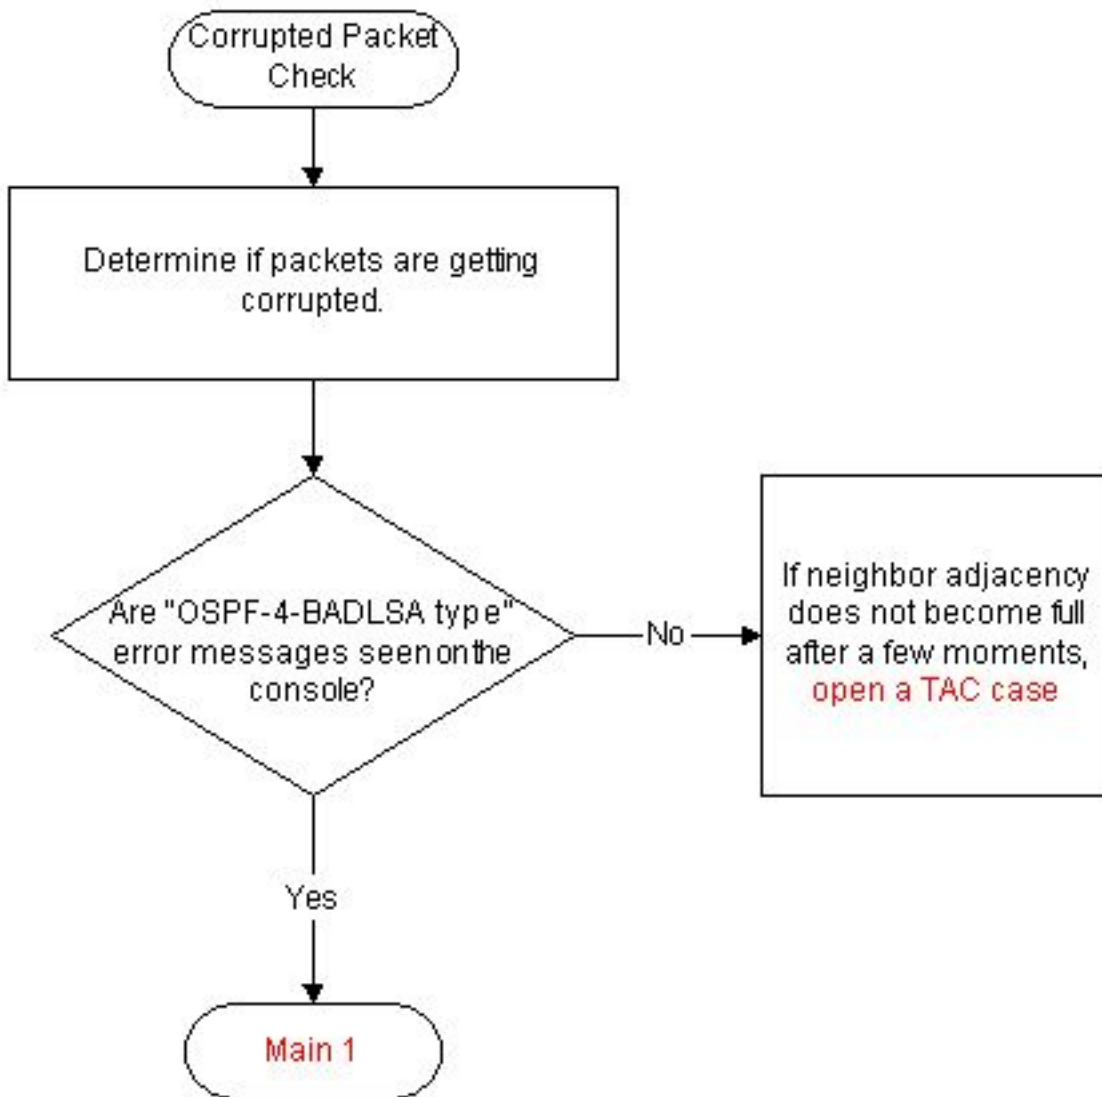 Corrupted Packet
Check
Determine if packets are getting
corrupted.
Are "OSPF-4-BADLSA type"
error messages seen on the
console?
No
If neighbor adjacency
does not become full
after a few moments,
open a TAC case
Yes
Main 1